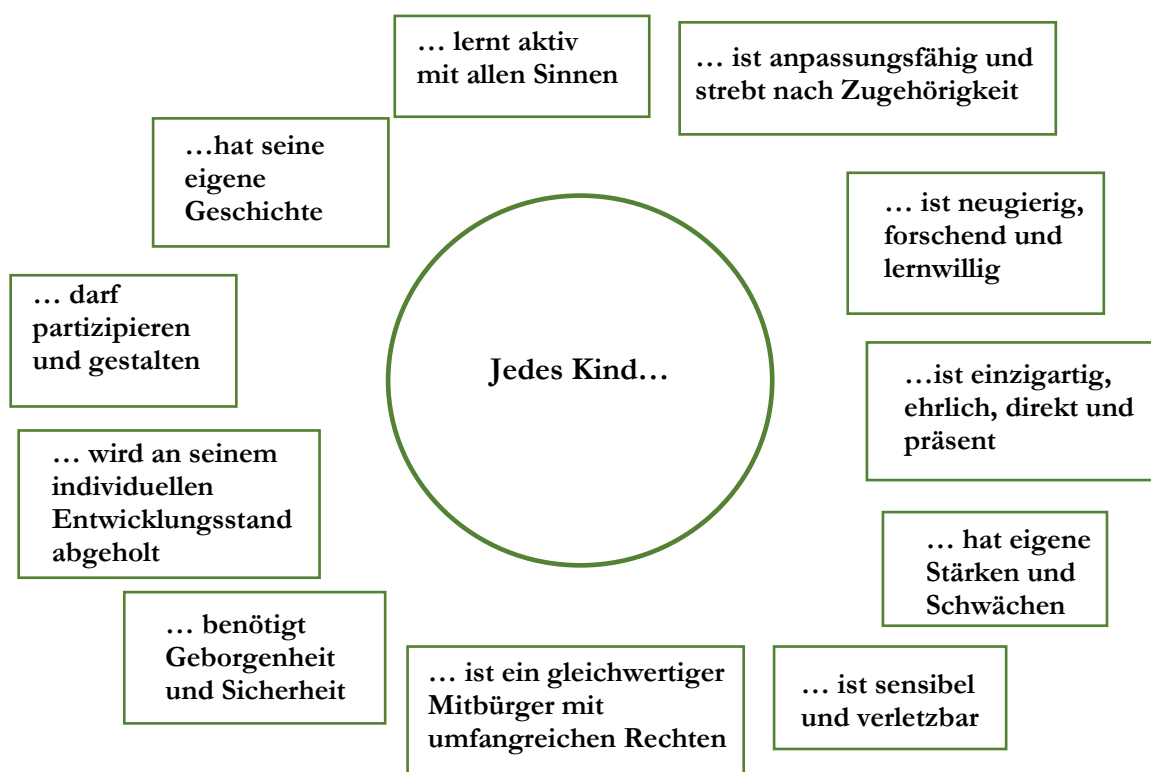 … lernt aktiv
mit allen Sinnen
… ist anpassungsfähig und
strebt nach Zugehörigkeit
…hat seine
eigene
Geschichte
… ist neugierig,
forschend und
lernwillig
… darf
partizipieren
und gestalten
Jedes Kind…
…ist einzigartig,
ehrlich, direkt und
präsent
… wird an seinem
individuellen
Entwicklungsstand
abgeholt
… hat eigene
Stärken und
Schwächen
… benötigt
Geborgenheit
und Sicherheit
… ist ein gleichwertiger
Mitbürger mit
umfangreichen Rechten
… ist sensibel
und verletzbar